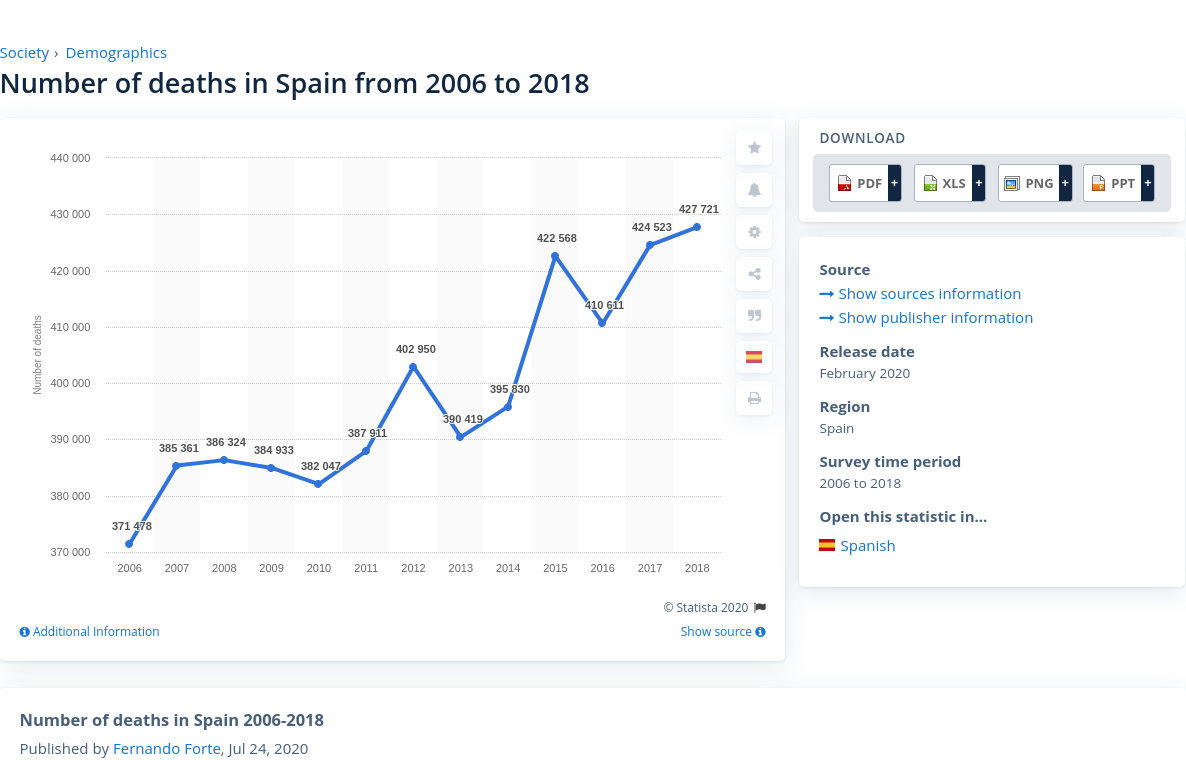 Society › Demographics
Number of deaths in Spain from 2006 to 2018
440 000
430 000
420 000
410 000
400 000
390 000
380 000
370 000
Number of deaths
371 478
385 361
386 324
384 933
382 047
387 911
402 950
390 419
395 830
422 568
410 611
424 523
427 721
2006 2007 2008 2009 2010 2011 2012 2013 2014 2015 2016 2017 2018
© Statista 2020
Additional Information
Show source
DOWNLOAD
PDF + XLS + PNG + PPT +
Source
Show sources information
Show publisher information
Release date
February 2020
Region
Spain
Survey time period
2006 to 2018
Open this statistic in...
Spanish
Number of deaths in Spain 2006-2018
Published by Fernando Forte, Jul 24, 2020